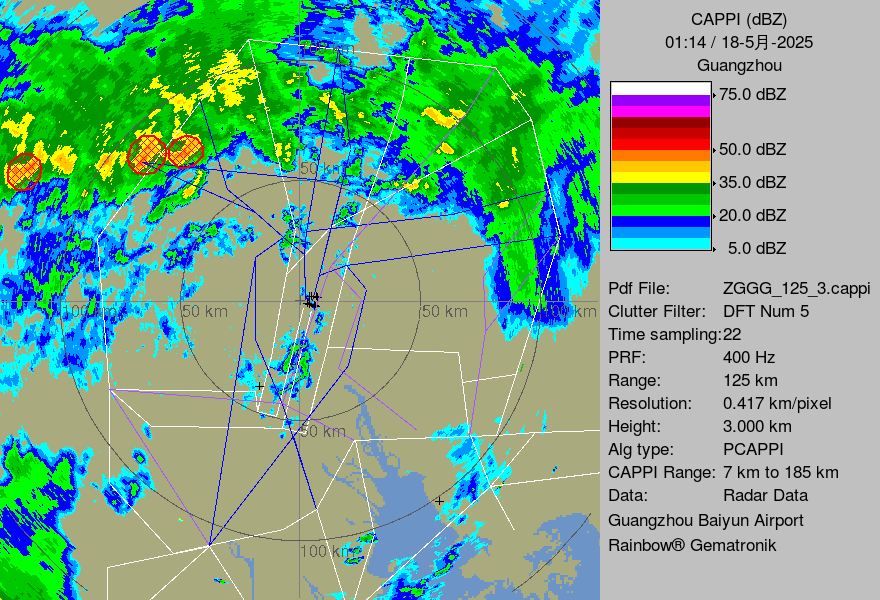 CAPPI (dBZ)
01:14 / 18-5月-2025
Guangzhou
75.0 dBZ
50.0 dBZ
35.0 dBZ
20.0 dBZ
5.0 dBZ
Pdf File: ZGGG_125_3.cappi
Clutter Filter: DFT Num 5
Time sampling:22
PRF: 400 Hz
Range: 125 km
Resolution: 0.417 km/pixel
Height: 3.000 km
Alg type: PCAPPI
CAPPI Range: 7 km to 185 km
Data: Radar Data
Guangzhou Baiyun Airport
Rainbow® Gematronik
50 km
100 km
50 km
50 km
100 km
50 km
100 km